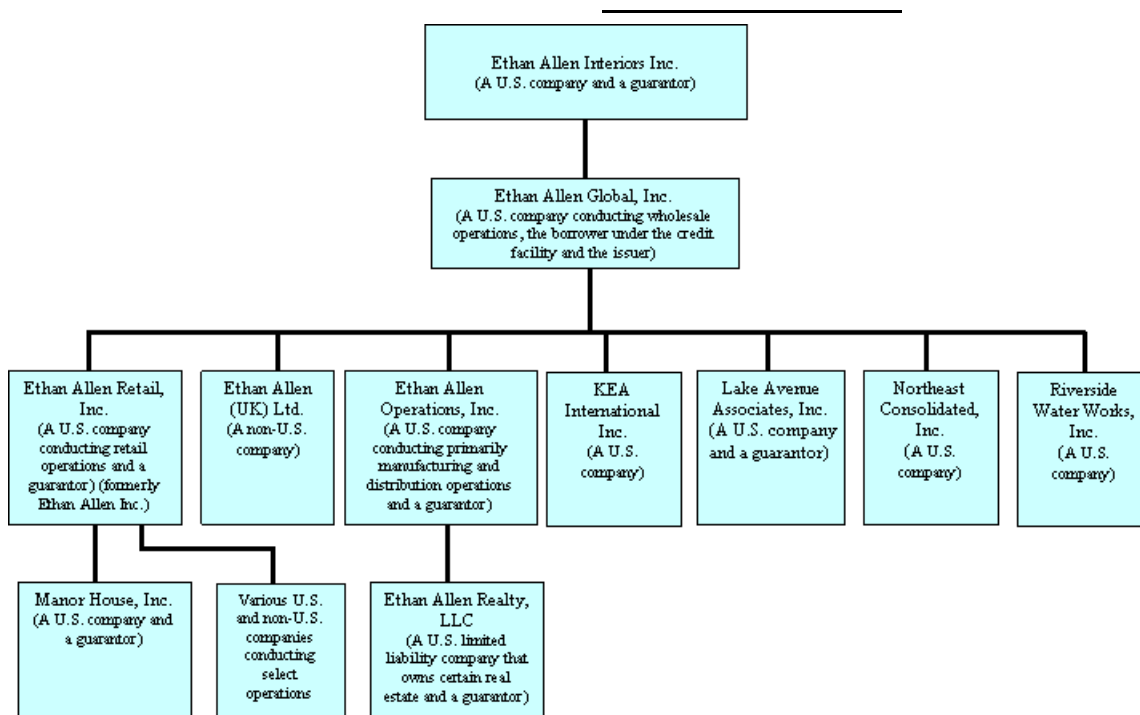 Ethan Allen Interiors Inc.
(A U.S. company and a guarantor)
Ethan Allen Global, Inc.
(A U.S. company conducting wholesale
operations, the borrower under the credit
facility and the issuer)
Ethan Allen Retail,
Inc.
(A U.S. company
conducting retail
operations and a
guarantor) (formerly
Ethan Allen Inc.)
Ethan Allen
(UK) Ltd.
(A non-U.S.
company)
Ethan Allen
Operations, Inc.
(A U.S. company
conducting primarily
manufacturing and
distribution operations
and a guarantor)
KEA
International
Inc.
(A U.S.
company)
Lake Avenue
Associates, Inc.
(A U.S. company
and a guarantor)
Northeast
Consolidated,
Inc.
(A U.S.
company)
Riverside
Water Works,
Inc.
(A U.S.
company)
Manor House, Inc.
(A U.S. company and
a guarantor)
Various U.S.
and non-U.S.
companies
conducting
select
operations
Ethan Allen Realty,
LLC
(A U.S. limited
liability company that
owns certain real
estate and a guarantor)